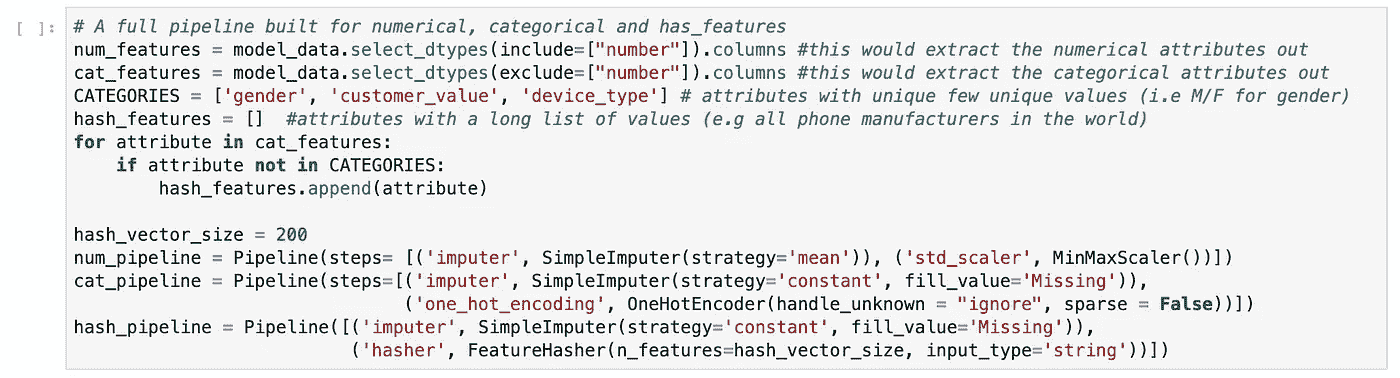 [ ]: # A full pipeline built for numerical, categorical and has_features
num_features = model_data.select_dtypes(include=["number"]).columns #this would extract the numerical attributes out
cat_features = model_data.select_dtypes(exclude=["number"]).columns #this would extract the categorical attributes out
CATEGORIES = ['gender', 'customer_value', 'device_type'] # attributes with unique few unique values (i.e M/F for gender)
hash_features = []  #attributes with a long list of values (e.g all phone manufacturers in the world)
for attribute in cat_features:
    if attribute not in CATEGORIES:
        hash_features.append(attribute)

hash_vector_size = 200
num_pipeline = Pipeline(steps= [('imputer', SimpleImputer(strategy='mean')), ('std_scaler', MinMaxScaler())])
cat_pipeline = Pipeline(steps=[('imputer', SimpleImputer(strategy='constant', fill_value='Missing')),
                               ('one_hot_encoding', OneHotEncoder(handle_unknown = "ignore", sparse = False))])
hash_pipeline = Pipeline([('imputer', SimpleImputer(strategy='constant', fill_value='Missing')),
                          ('hasher', FeatureHasher(n_features=hash_vector_size, input_type='string'))])